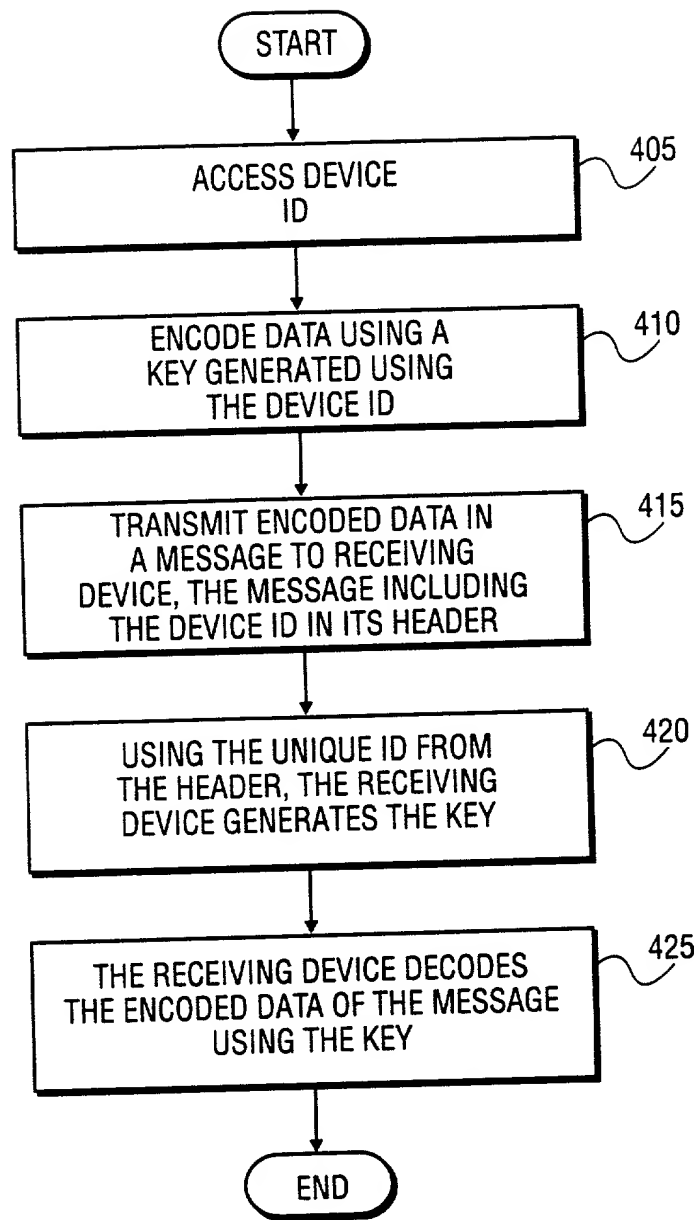 START
405
ACCESS DEVICE
ID
410
ENCODE DATA USING A
KEY GENERATED USING
THE DEVICE ID
415
TRANSMIT ENCODED DATA IN
A MESSAGE TO RECEIVING
DEVICE, THE MESSAGE INCLUDING
THE DEVICE ID IN ITS HEADER
420
USING THE UNIQUE ID FROM
THE HEADER, THE RECEIVING
DEVICE GENERATES THE KEY
425
THE RECEIVING DEVICE DECODES
THE ENCODED DATA OF THE MESSAGE
USING THE KEY
END